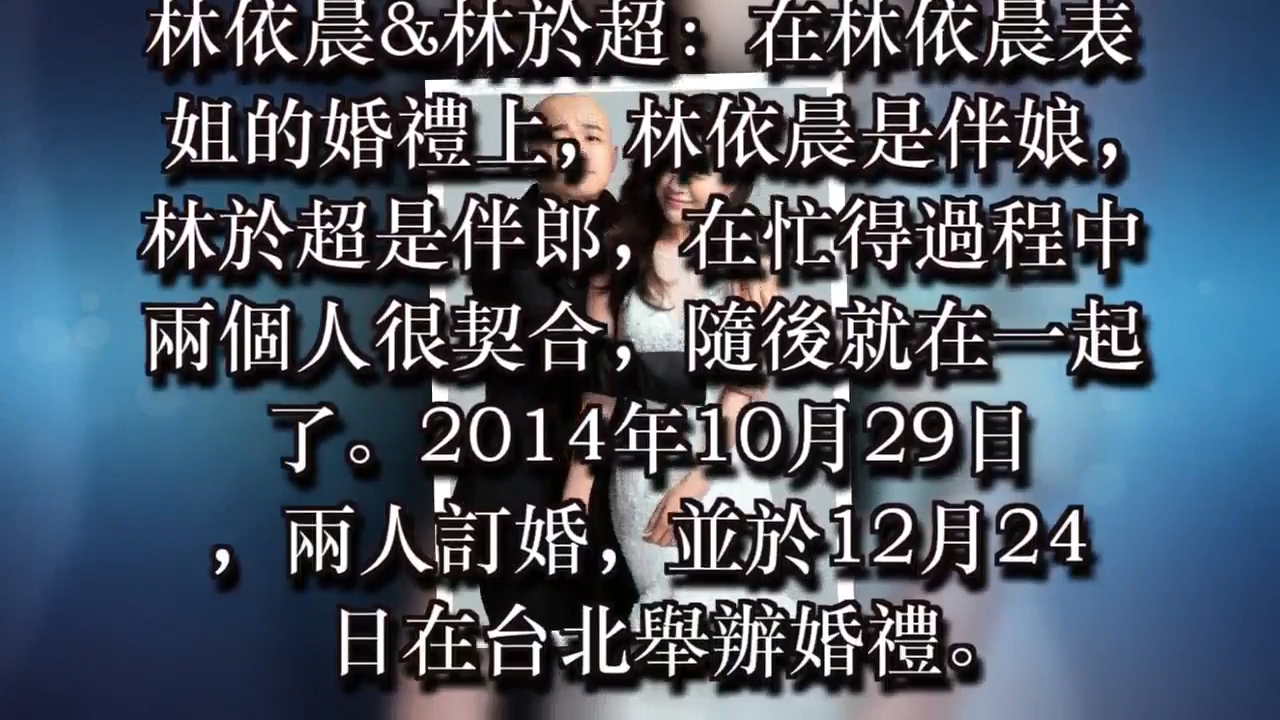 林依晨&林於超：在林依晨表
姐的婚禮上，林依晨是伴娘，
林於超是伴郎，在忙得過程中
兩個人很契合，隨後就在一起
了。2014年10月29日
，兩人訂婚，並於12月24
日在台北舉辦婚禮。